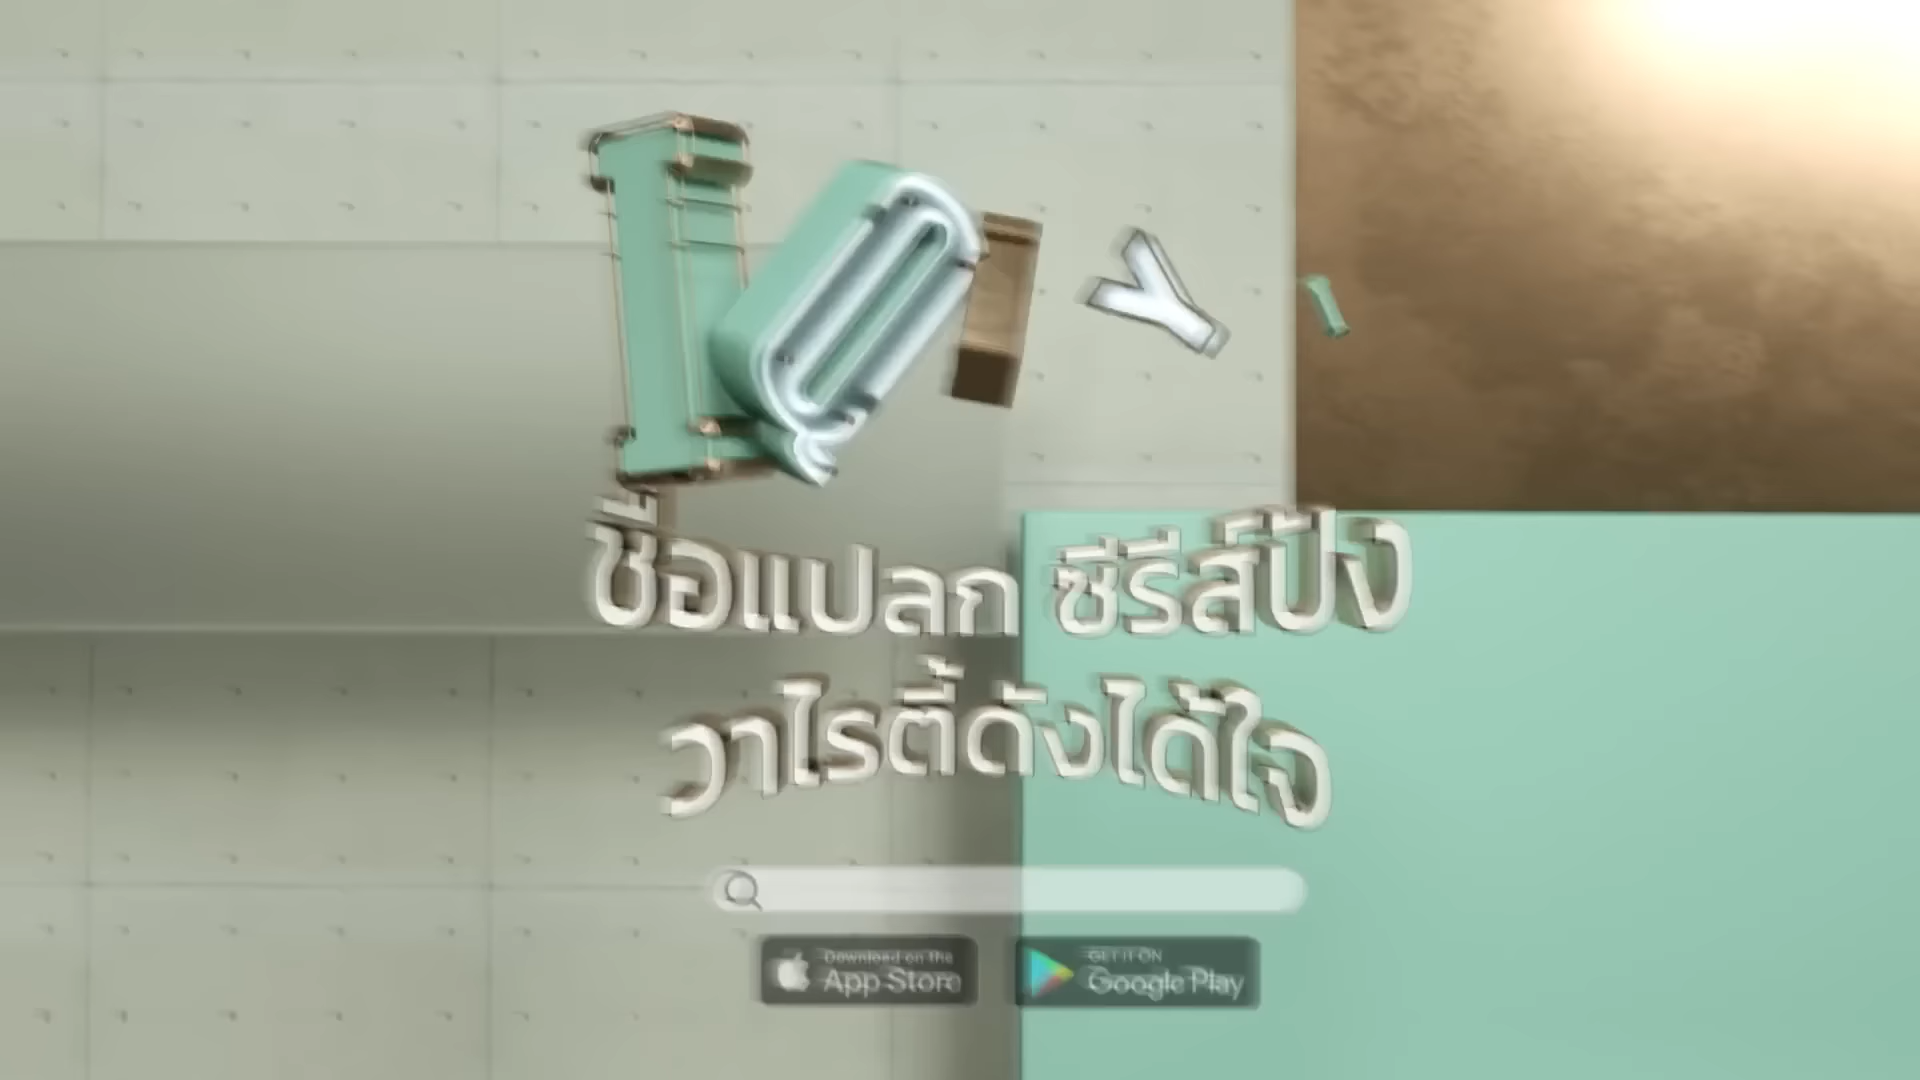 iQIYI
ชื่อแปลก ซีรีส์ปัง
วาไรตี้ดังได้ใจ
Download on the
App Store
GET IT ON
Google Play